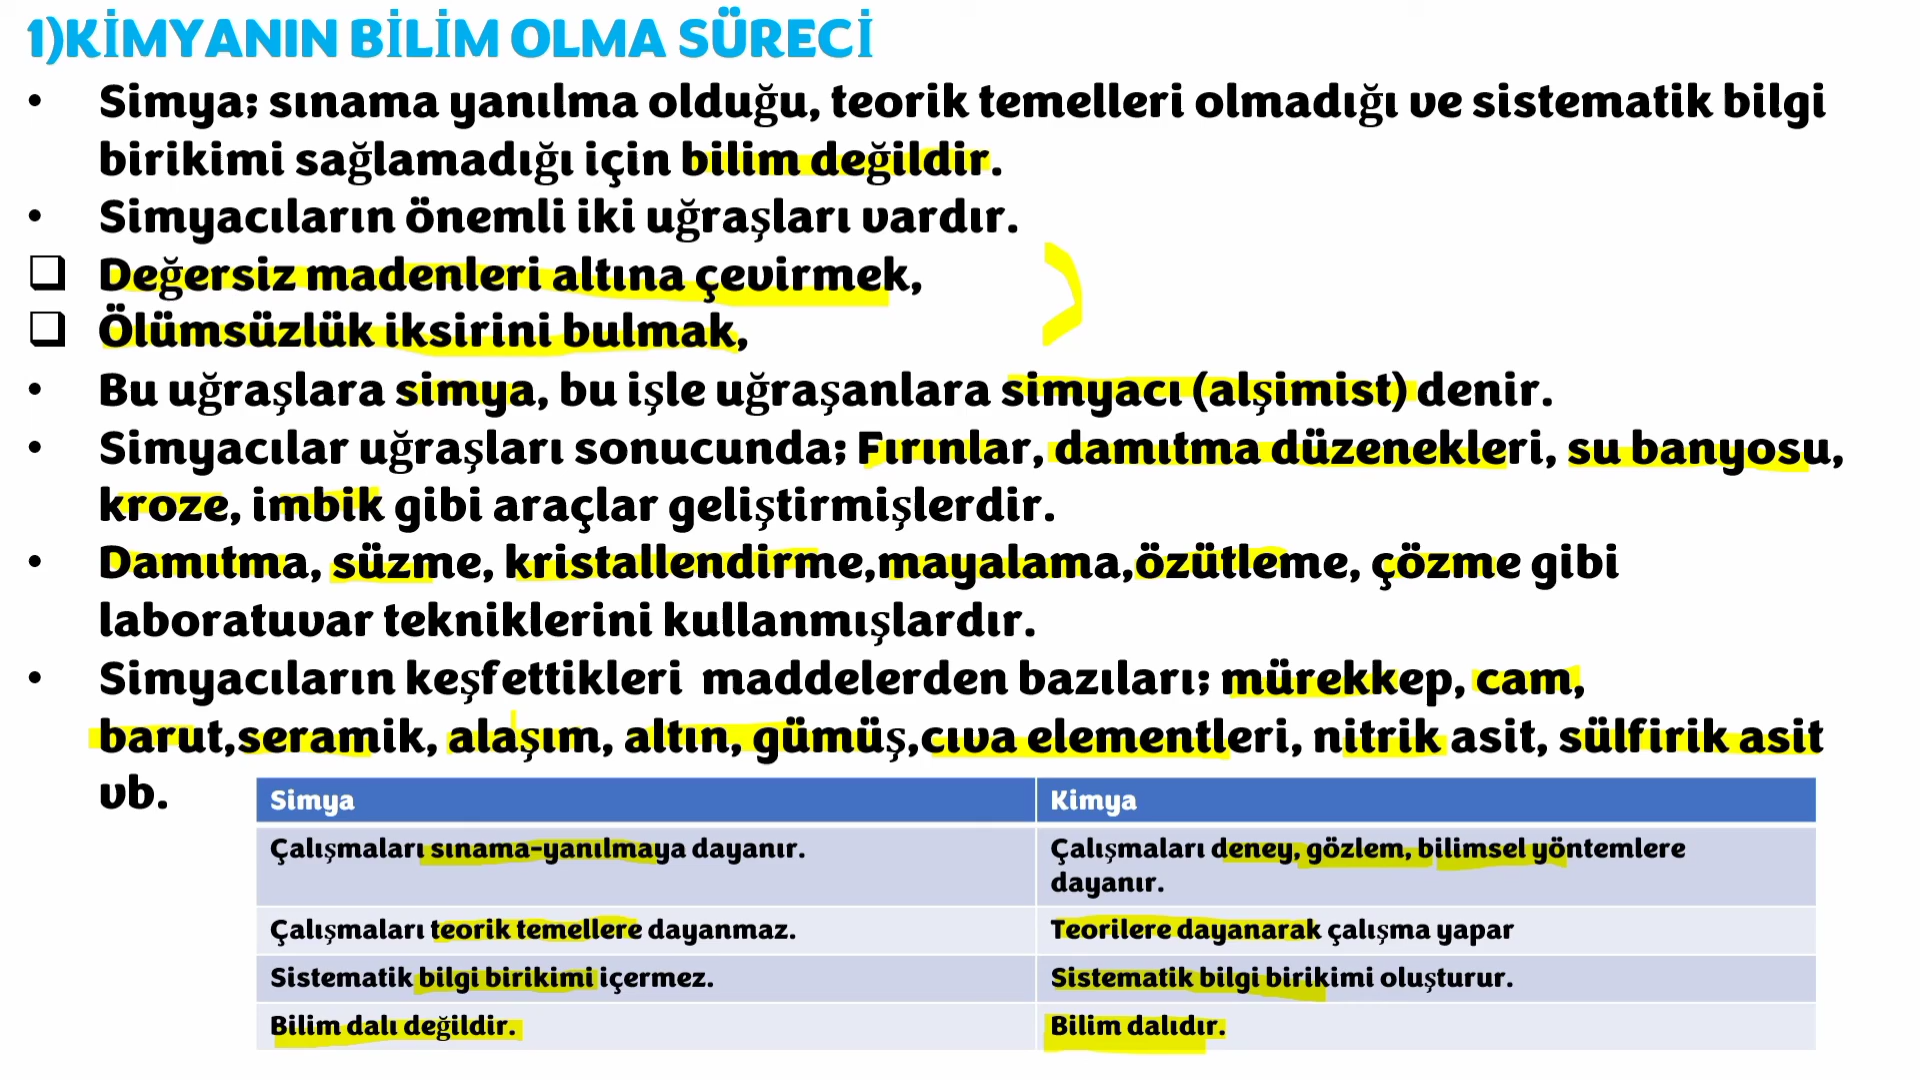 1)KİMYANIN BİLİM OLMA SÜRECİ
• Simya; sınama yanılma olduğu, teorik temelleri olmadığı ve sistematik bilgi
birikimi sağlamadığı için bilim değildir.
• Simyacıların önemli iki uğraşları vardır.
❑ Değersiz madenleri altına çevirmek,
❑ Ölümsüzlük iksirini bulmak,
• Bu uğraşlara simya, bu işle uğraşanlara simyacı (alşimist) denir.
• Simyacılar uğraşları sonucunda; Fırınlar, damıtma düzenekleri, su banyosu,
kroze, imbik gibi araçlar geliştirmişlerdir.
• Damıtma, süzme, kristallendirme,mayalama,özütleme, çözme gibi
laboratuvar tekniklerini kullanmışlardır.
• Simyacıların keşfettikleri maddelerden bazıları; mürekkep, cam,
barut,seramik, alaşım, altın, gümüş,cıva elementleri, nitrik asit, sülfirik asit
vb.
Simya Kimya
Çalışmaları sınama-yanılmaya dayanır. Çalışmaları deney, gözlem, bilimsel yöntemlere
dayanır.
Çalışmaları teorik temellere dayanmaz. Teorilere dayanarak çalışma yapar
Sistematik bilgi birikimi içermez. Sistematik bilgi birikimi oluşturur.
Bilim dalı değildir. Bilim dalıdır.